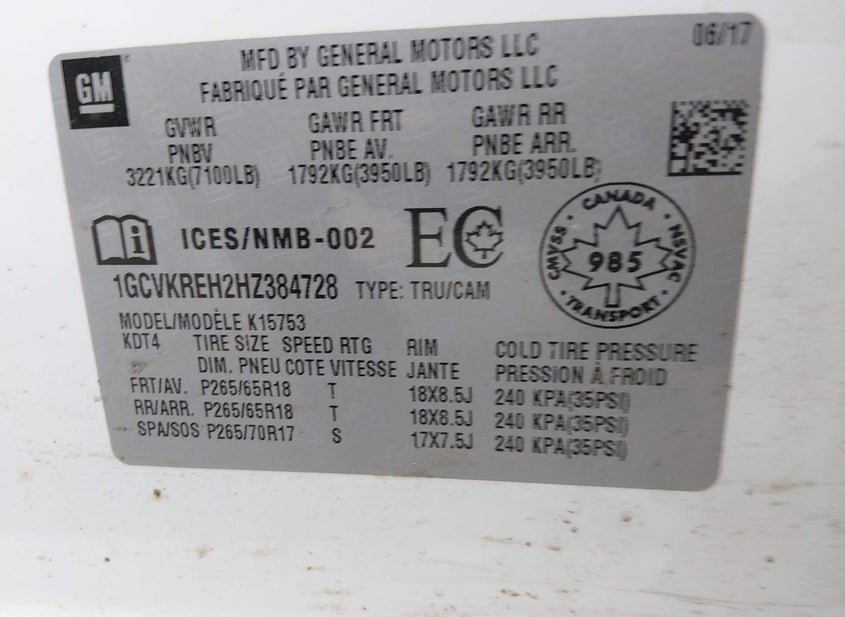 06/17
GM
MFD BY GENERAL MOTORS LLC
FABRIQUÉ PAR GENERAL MOTORS LLC
GVWR GAWR FRT GAWR RR
PNBV PNBE AV. PNBE ARR.
3221KG(7100LB) 1792KG(3950LB) 1792KG(3950LB)
i ICES/NMB-002 EC
CANADA
CMVSS 985 NSVAC
TRANSPORT
1GCVKREH2HZ384728 TYPE: TRU/CAM
MODEL/MODÈLE K15753
KDT4 TIRE SIZE SPEED RTG RIM COLD TIRE PRESSURE
DIM. PNEU COTE VITESSE JANTE PRESSION À FROID
FRT/AV. P265/65R18 T 18X8.5J 240 KPA(35PSI)
RR/ARR. P265/65R18 T 18X8.5J 240 KPA(35PSI)
SPA/SOS P265/70R17 S 17X7.5J 240 KPA(35PSI)